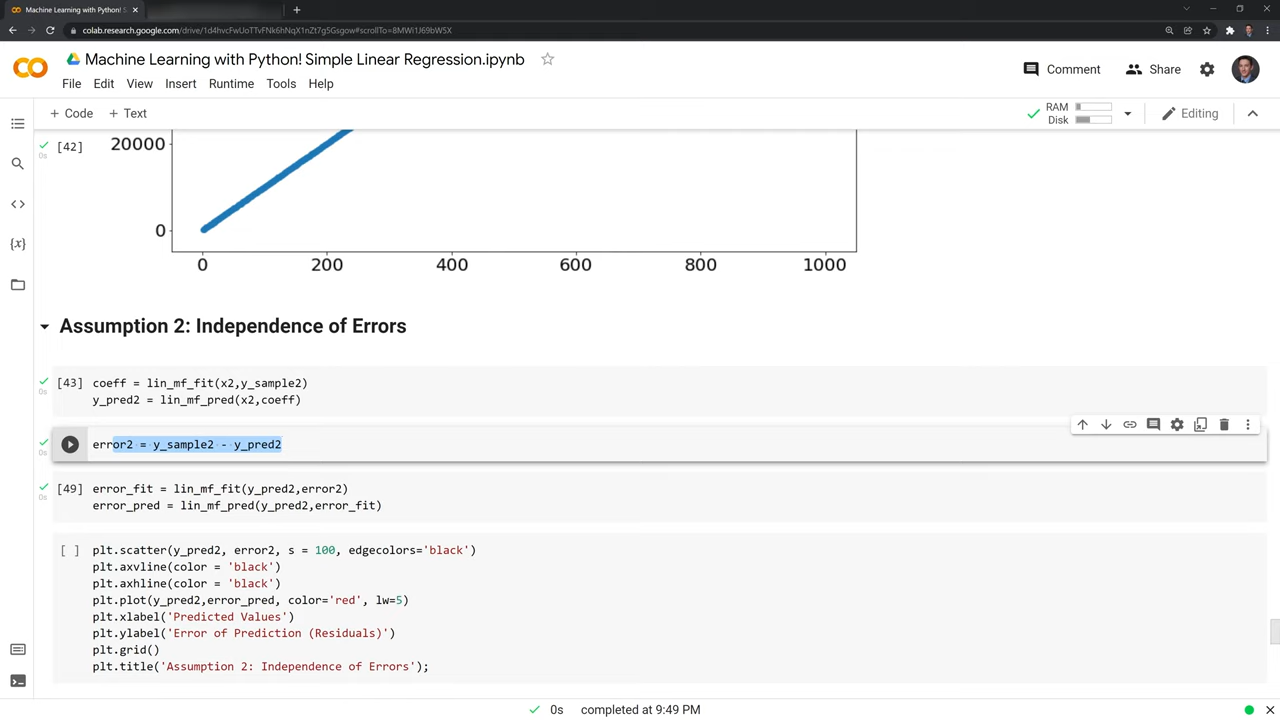 Machine Learning with Python! S
colab.research.google.com/drive/1d4hvcFwUoTTvFNk6hNqX1nZt7g5Gsgow#scrollTo=8MWi1J69bW5X
Machine Learning with Python! Simple Linear Regression.ipynb
Comment
Share
File Edit View Insert Runtime Tools Help
+ Code + Text
RAM
Disk
Editing
[42]
0s
20000
0
0 200 400 600 800 1000
Assumption 2: Independence of Errors
[43] coeff = lin_mf_fit(x2,y_sample2)
0s
y_pred2 = lin_mf_pred(x2,coeff)
error2 = y_sample2 - y_pred2
0s
[49] error_fit = lin_mf_fit(y_pred2,error2)
0s
error_pred = lin_mf_pred(y_pred2,error_fit)
[ ] plt.scatter(y_pred2, error2, s = 100, edgecolors='black')
plt.axvline(color = 'black')
plt.axhline(color = 'black')
plt.plot(y_pred2,error_pred, color='red', lw=5)
plt.xlabel('Predicted Values')
plt.ylabel('Error of Prediction (Residuals)')
plt.grid()
plt.title('Assumption 2: Independence of Errors');
0s completed at 9:49 PM